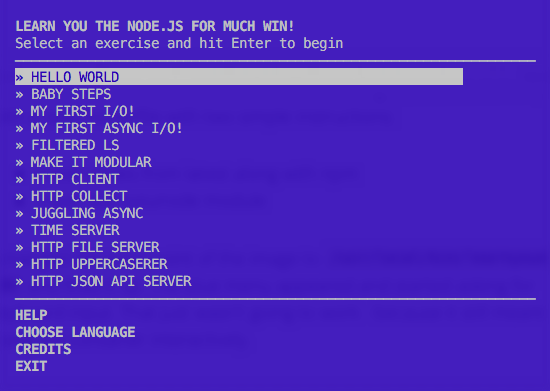 LEARN YOU THE NODE.JS FOR MUCH WIN!
Select an exercise and hit Enter to begin
» HELLO WORLD
» BABY STEPS
» MY FIRST I/O!
» MY FIRST ASYNC I/O!
» FILTERED LS
» MAKE IT MODULAR
» HTTP CLIENT
» HTTP COLLECT
» JUGGLING ASYNC
» TIME SERVER
» HTTP FILE SERVER
» HTTP UPPERCASERER
» HTTP JSON API SERVER
HELP
CHOOSE LANGUAGE
CREDITS
EXIT